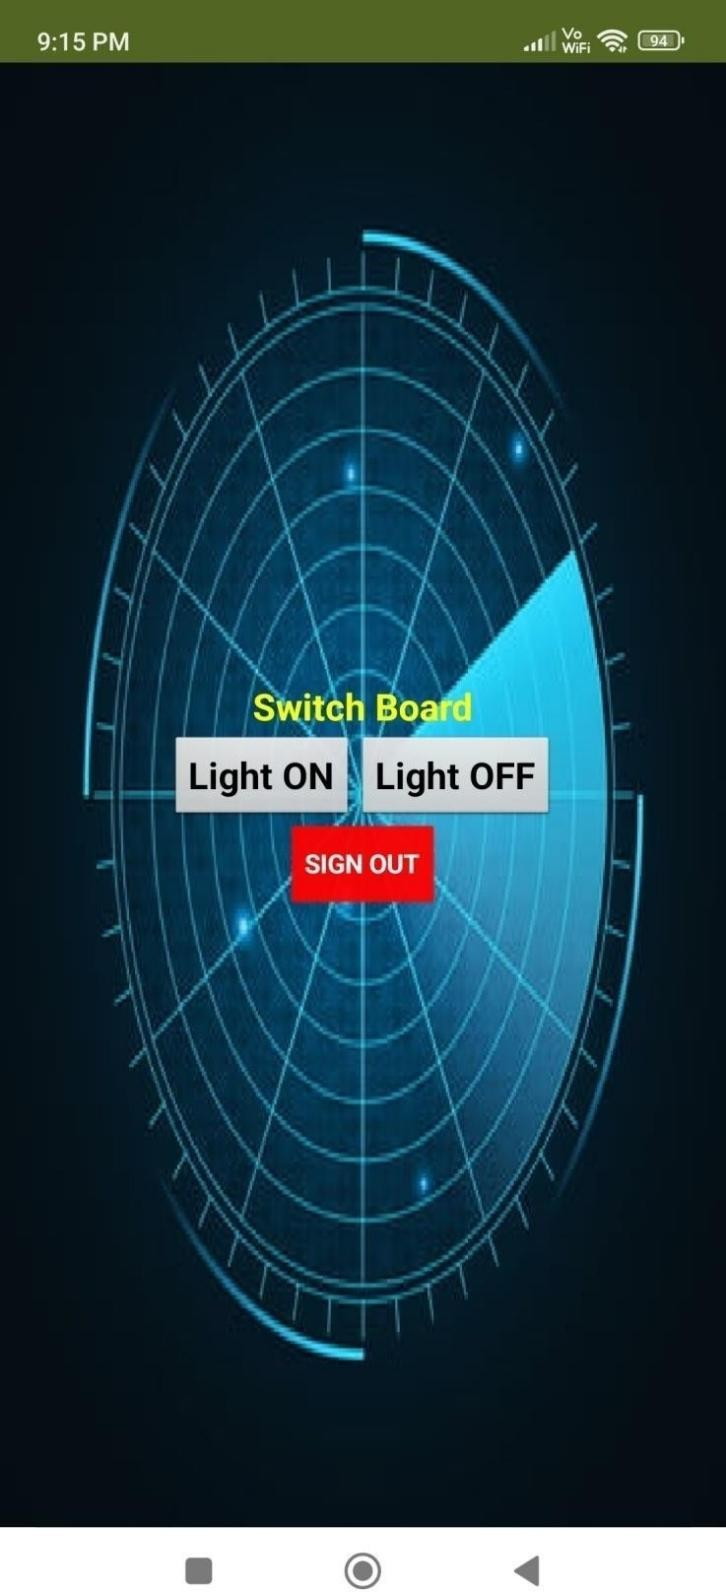 9:15 PM Vo WiFi 94
Switch Board
Light ON Light OFF
SIGN OUT